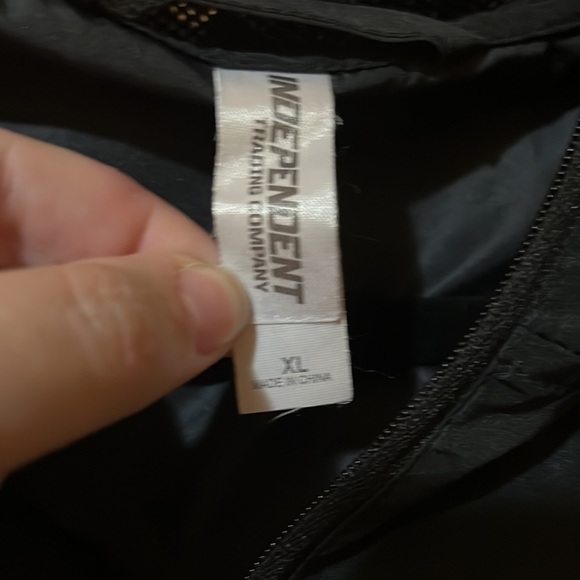 INDEPENDENT
TRADING COMPANY
XL
MADE IN CHINA